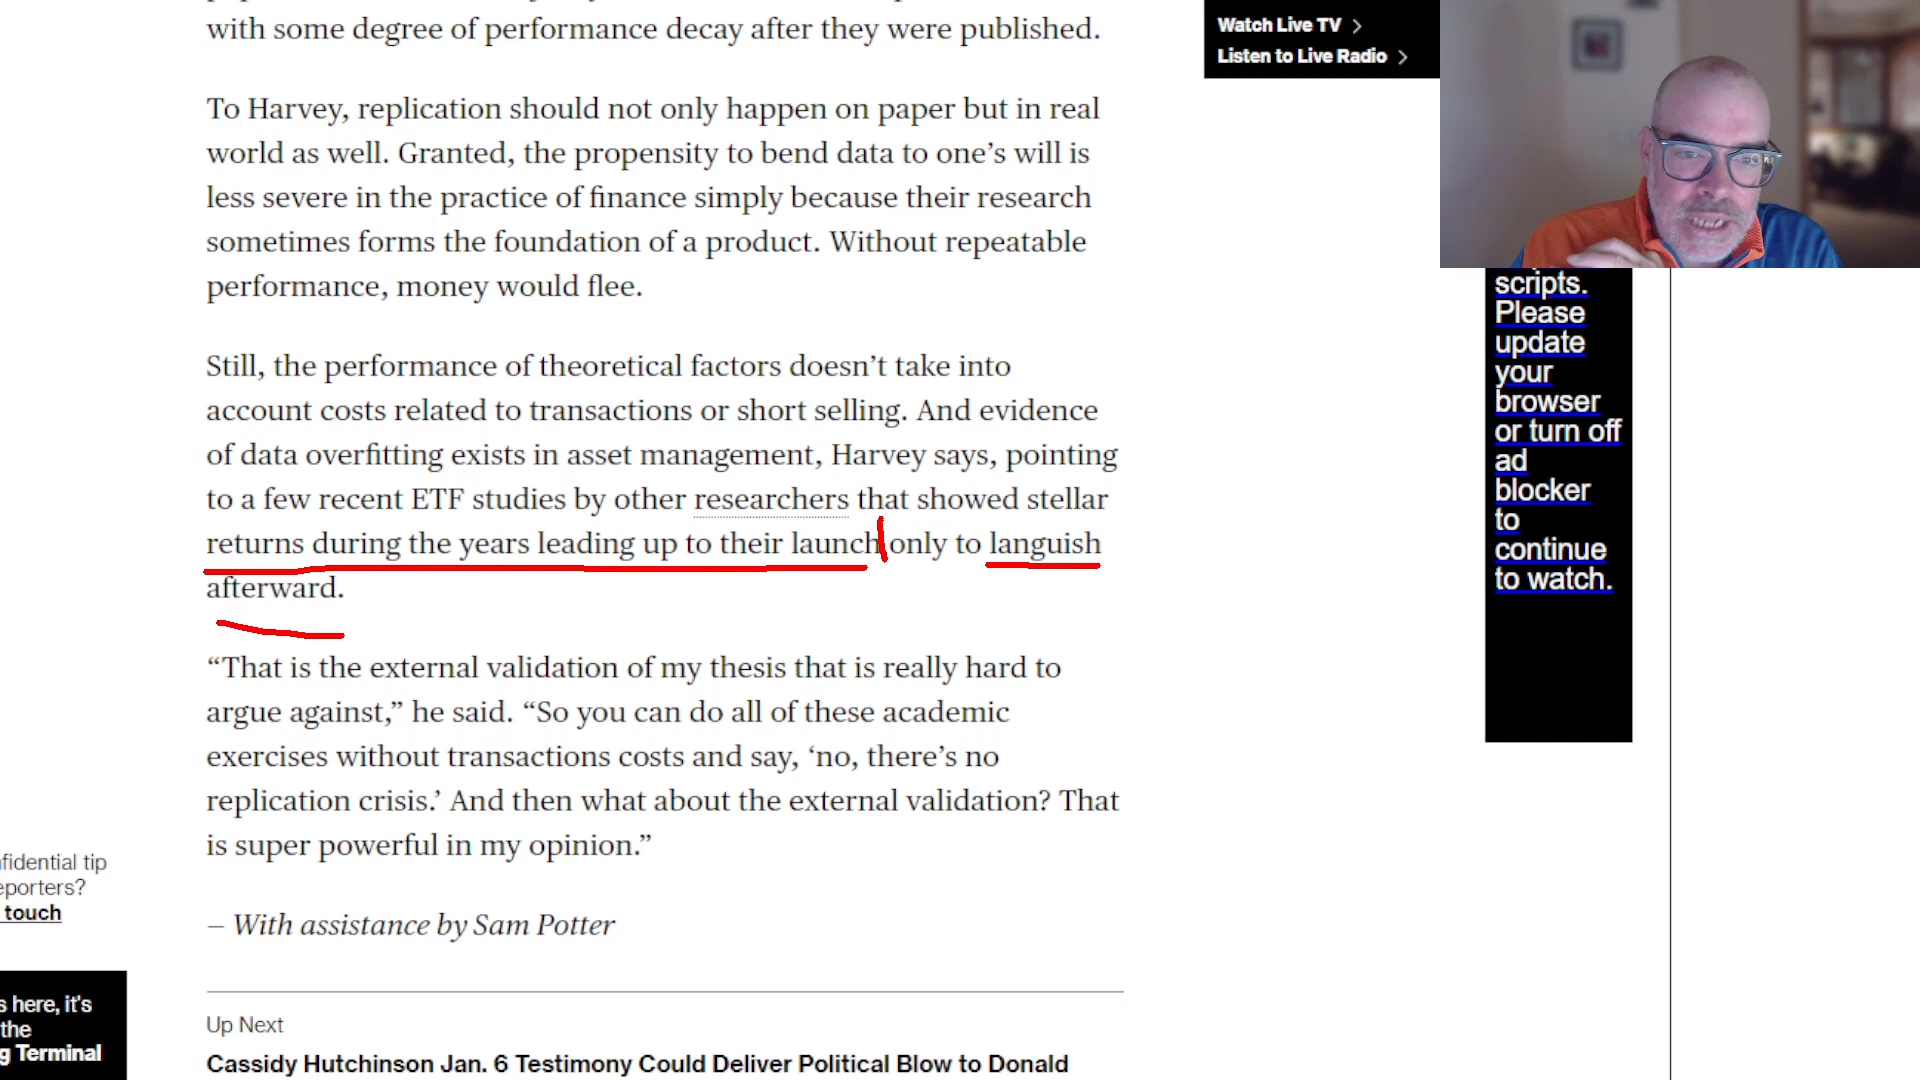 with some degree of performance decay after they were published.
To Harvey, replication should not only happen on paper but in real
world as well. Granted, the propensity to bend data to one’s will is
less severe in the practice of finance simply because their research
sometimes forms the foundation of a product. Without repeatable
performance, money would flee.
Still, the performance of theoretical factors doesn’t take into
account costs related to transactions or short selling. And evidence
of data overfitting exists in asset management, Harvey says, pointing
to a few recent ETF studies by other researchers that showed stellar
returns during the years leading up to their launch only to languish
afterward.
“That is the external validation of my thesis that is really hard to
argue against,” he said. “So you can do all of these academic
exercises without transactions costs and say, ‘no, there’s no
replication crisis.’ And then what about the external validation? That
is super powerful in my opinion.”
– With assistance by Sam Potter
Up Next
Cassidy Hutchinson Jan. 6 Testimony Could Deliver Political Blow to Donald
Watch Live TV >
Listen to Live Radio >
scripts.
Please
update
your
browser
or turn off
ad
blocker
to
continue
to watch.
fidential tip
eporters?
touch
s here, it's
the
g Terminal